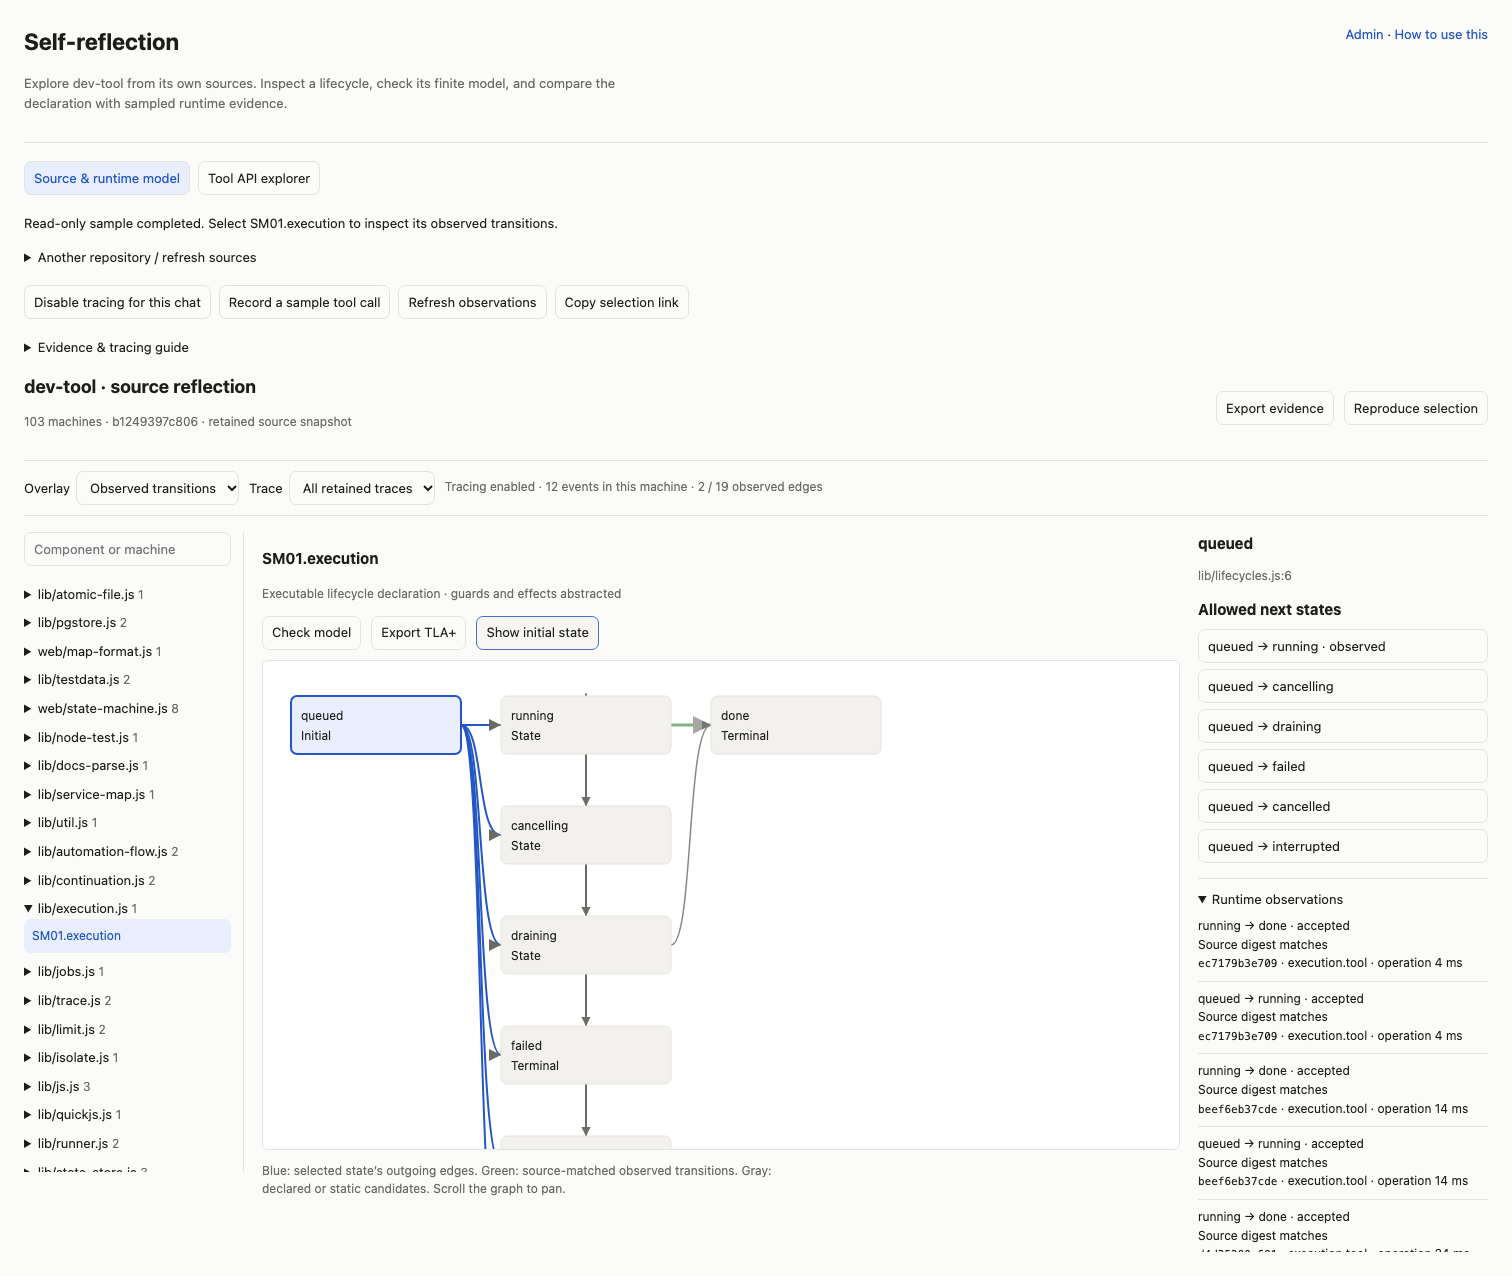 Self-reflection
Admin · How to use this
Explore dev-tool from its own sources. Inspect a lifecycle, check its finite model, and compare the
declaration with sampled runtime evidence.
Source & runtime model
Tool API explorer
Read-only sample completed. Select SM01.execution to inspect its observed transitions.
Another repository / refresh sources
Disable tracing for this chat
Record a sample tool call
Refresh observations
Copy selection link
Evidence & tracing guide
dev-tool · source reflection
103 machines · b1249397c806 · retained source snapshot
Export evidence
Reproduce selection
Overlay
Observed transitions
Trace
All retained traces
Tracing enabled · 12 events in this machine · 2 / 19 observed edges
Component or machine
lib/atomic-file.js 1
lib/pgstore.js 2
web/map-format.js 1
lib/testdata.js 2
web/state-machine.js 8
lib/node-test.js 1
lib/docs-parse.js 1
lib/service-map.js 1
lib/util.js 1
lib/automation-flow.js 2
lib/continuation.js 2
lib/execution.js 1
SM01.execution
lib/jobs.js 1
lib/trace.js 2
lib/limit.js 2
lib/isolate.js 1
lib/js.js 3
lib/quickjs.js 1
lib/runner.js 2
SM01.execution
Executable lifecycle declaration · guards and effects abstracted
Check model
Export TLA+
Show initial state
queued
Initial
running
State
done
Terminal
cancelling
State
draining
State
failed
Terminal
Blue: selected state's outgoing edges. Green: source-matched observed transitions. Gray:
declared or static candidates. Scroll the graph to pan.
queued
lib/lifecycles.js:6
Allowed next states
queued → running · observed
queued → cancelling
queued → draining
queued → failed
queued → cancelled
queued → interrupted
Runtime observations
running → done · accepted
Source digest matches
ec7179b3e709 · execution.tool · operation 4 ms
queued → running · accepted
Source digest matches
ec7179b3e709 · execution.tool · operation 4 ms
running → done · accepted
Source digest matches
beef6eb37cde · execution.tool · operation 14 ms
queued → running · accepted
Source digest matches
beef6eb37cde · execution.tool · operation 14 ms
running → done · accepted
Source digest matches